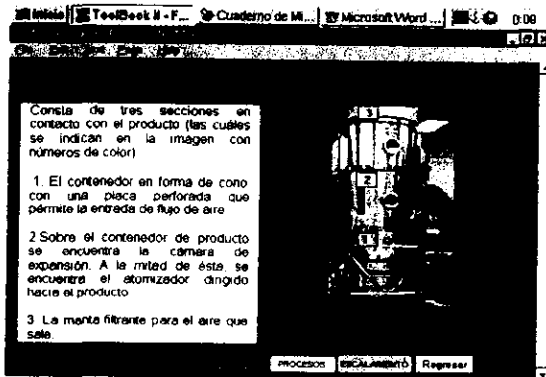 Inicio ToolBook II - F... Cuaderno de Mi... Microsoft Word ... 0:08
Consta de tres secciones en
contacto con el producto (las cuáles
se indican en la imagen con
números de color)
1. El contenedor en forma de cono
con una placa perforada que
pérmite la entrada de flujo de aire
2 Sobre el contenedor de producto
se encuentra la cámara de
expansión. A la mitad de ésta, se
encuentra el atomizador dirigido
hacia el producto
3 La manta filtrante para el aire que
sale.
3
2
1
PROCESOS ESCALAMIENTO Regresar